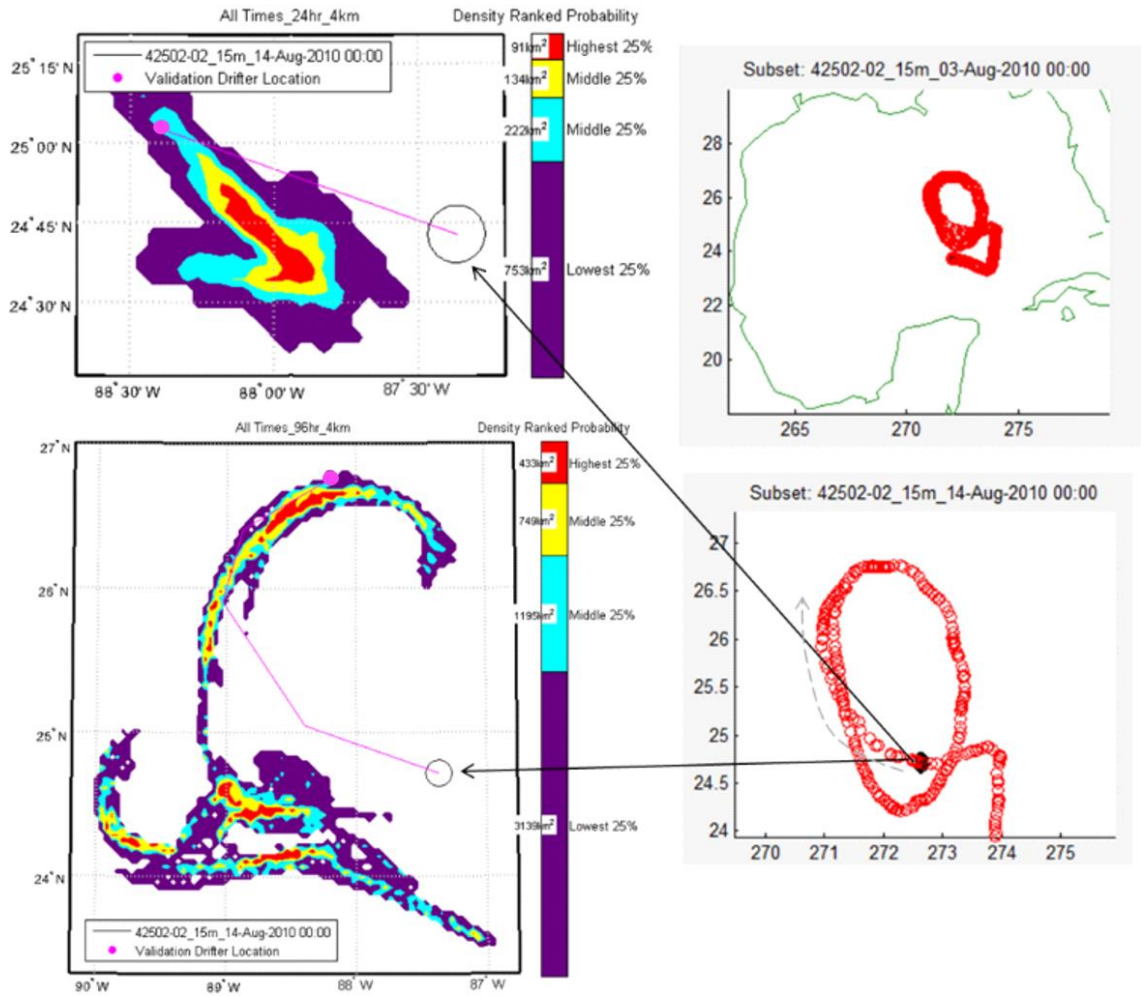 All Times_24hr_4km
Density Ranked Probability
42502-02_15m_14-Aug-2010 00:00
Validation Drifter Location
25° 15' N
25° 00' N
24° 45' N
24° 30' N
88° 30' W
88° 00' W
87° 30' W
91km² Highest 25%
134km² Middle 25%
222km² Middle 25%
753km² Lowest 25%
Subset: 42502-02_15m_03-Aug-2010 00:00
28
26
24
22
20
265
270
275
All Times_96hr_4km
Density Ranked Probability
27° N
26° N
25° N
24° N
90° W
89° W
88° W
87° W
433km² Highest 25%
749km² Middle 25%
1195km² Middle 25%
3139km² Lowest 25%
42502-02_15m_14-Aug-2010 00:00
Validation Drifter Location
Subset: 42502-02_15m_14-Aug-2010 00:00
27
26.5
26
25.5
25
24.5
24
270
271
272
273
274
275